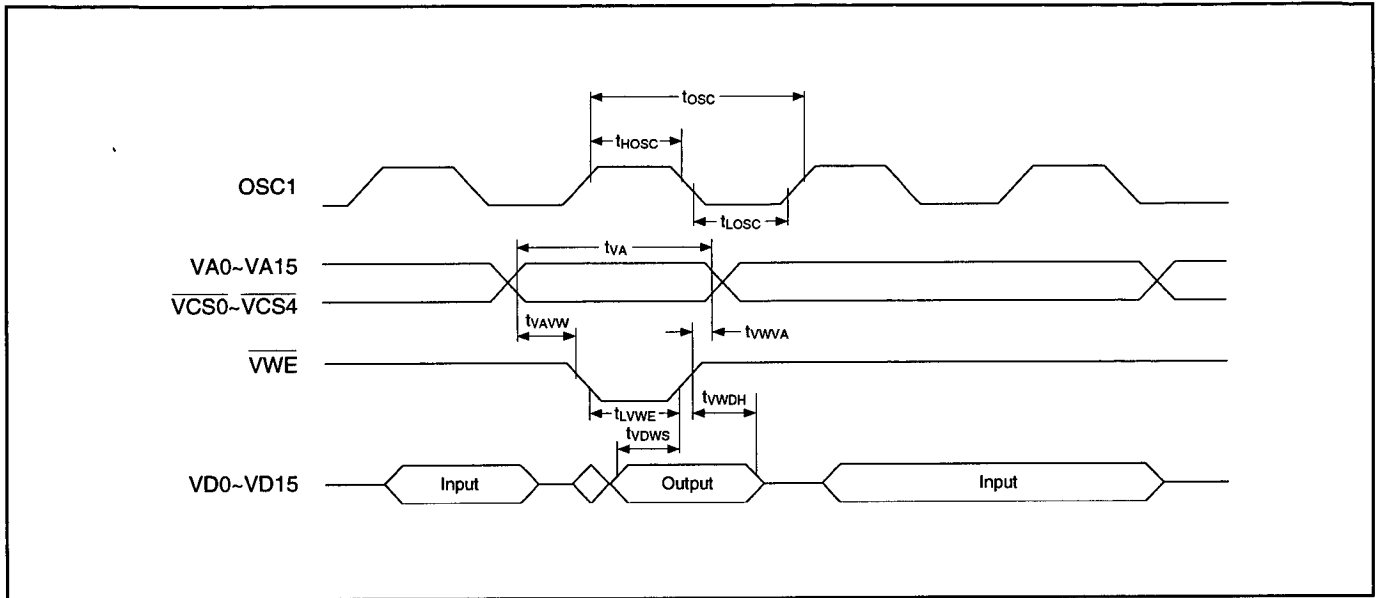 tOSC
tHOSC
OSC1
tLOSC
tVA
VA0~VA15
VCS0~VCS4
tVAVW
tVWVA
VWE
tVWDH
tLVWE
tVDWS
VD0~VD15 Input Output Input